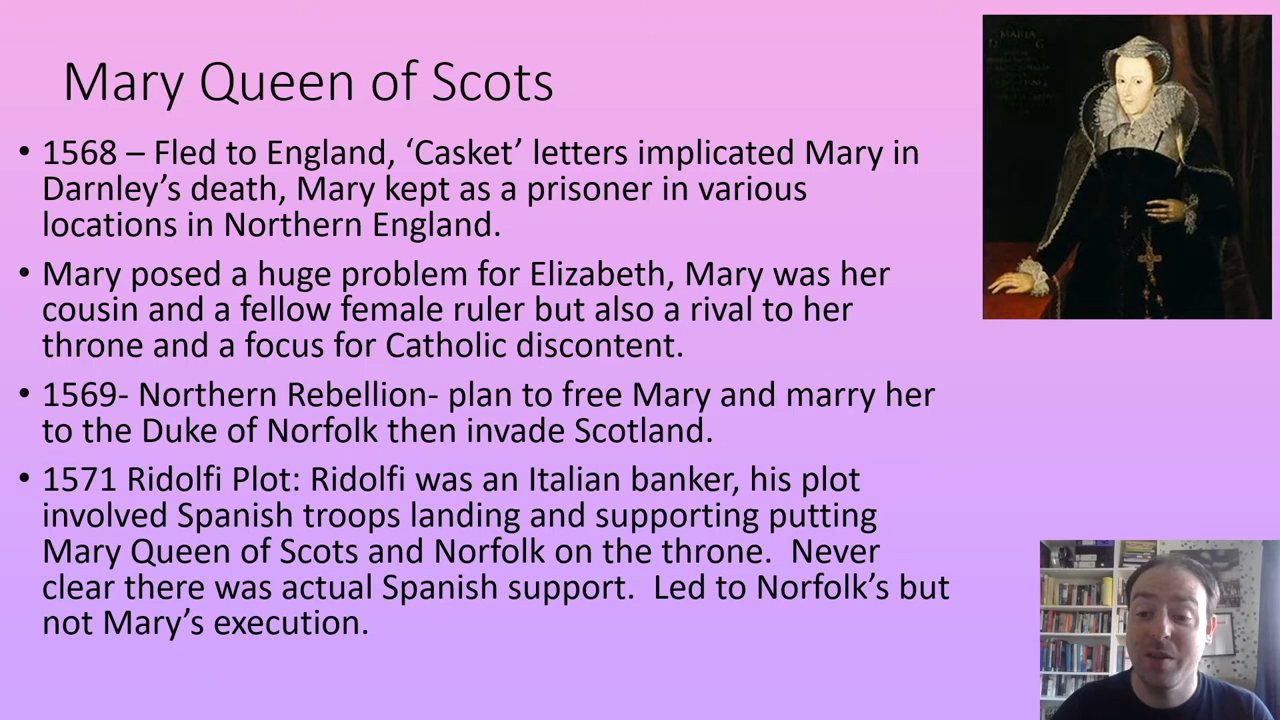 Mary Queen of Scots
• 1568 – Fled to England, ‘Casket’ letters implicated Mary in
Darnley’s death, Mary kept as a prisoner in various
locations in Northern England.
• Mary posed a huge problem for Elizabeth, Mary was her
cousin and a fellow female ruler but also a rival to her
throne and a focus for Catholic discontent.
• 1569- Northern Rebellion- plan to free Mary and marry her
to the Duke of Norfolk then invade Scotland.
• 1571 Ridolfi Plot: Ridolfi was an Italian banker, his plot
involved Spanish troops landing and supporting putting
Mary Queen of Scots and Norfolk on the throne.  Never
clear there was actual Spanish support.  Led to Norfolk’s but
not Mary’s execution.
MARIA